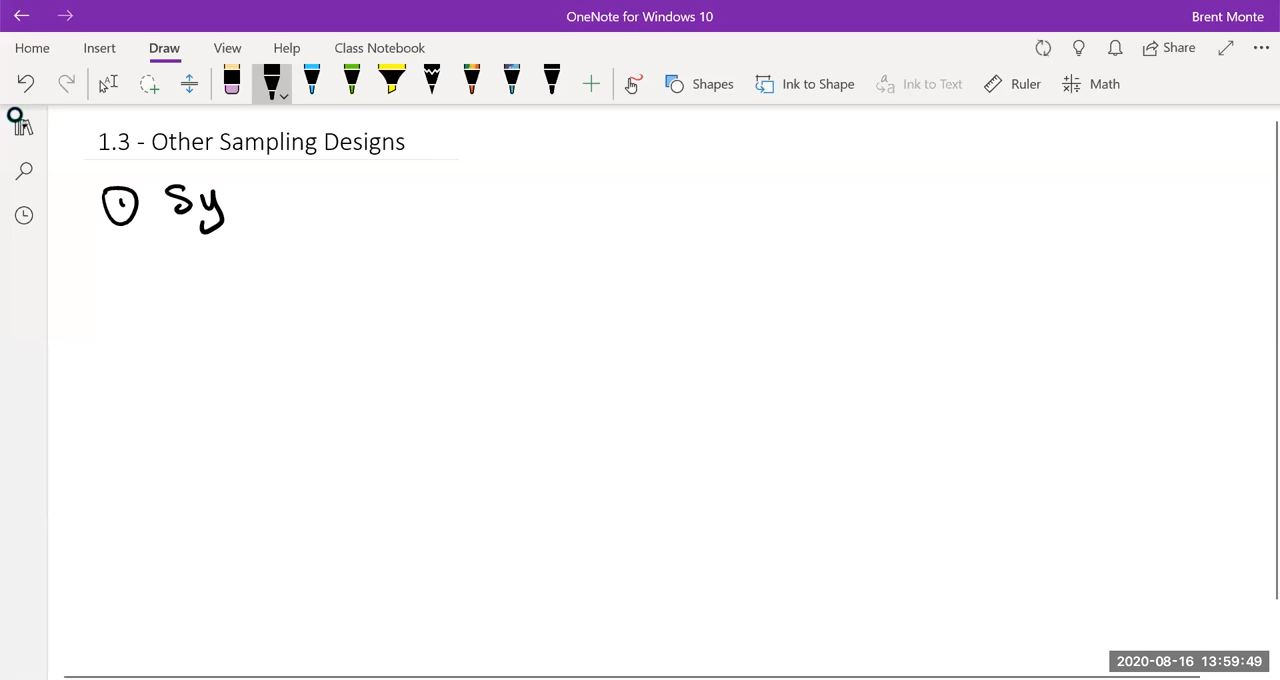 OneNote for Windows 10
Brent Monte
Home Insert Draw View Help Class Notebook Share
Shapes Ink to Shape Ink to Text Ruler Math
1.3 - Other Sampling Designs
① Sy
2020-08-16 13:59:49